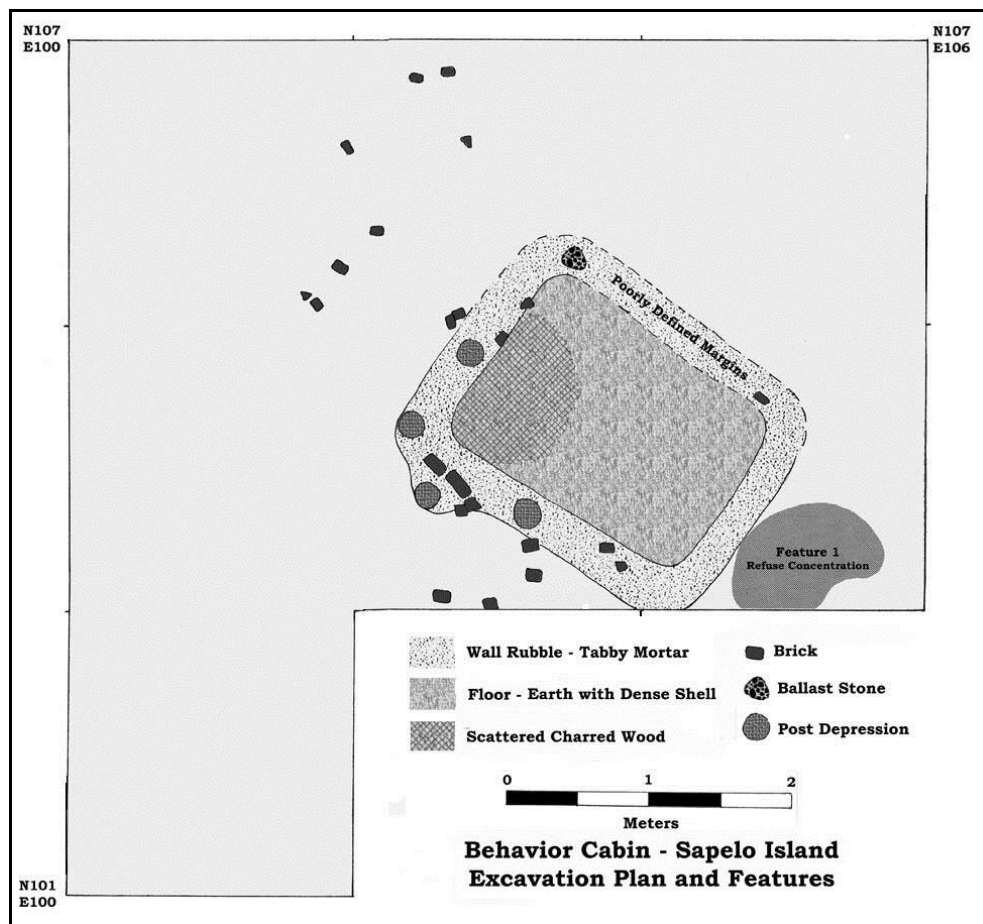 N107
E100
N107
E106
Poorly Defined Margins
Feature 1
Refuse Concentration
Wall Rubble - Tabby Mortar
Floor - Earth with Dense Shell
Scattered Charred Wood
Brick
Ballast Stone
Post Depression
0 1 2
Meters
Behavior Cabin - Sapelo Island
Excavation Plan and Features
N101
E100